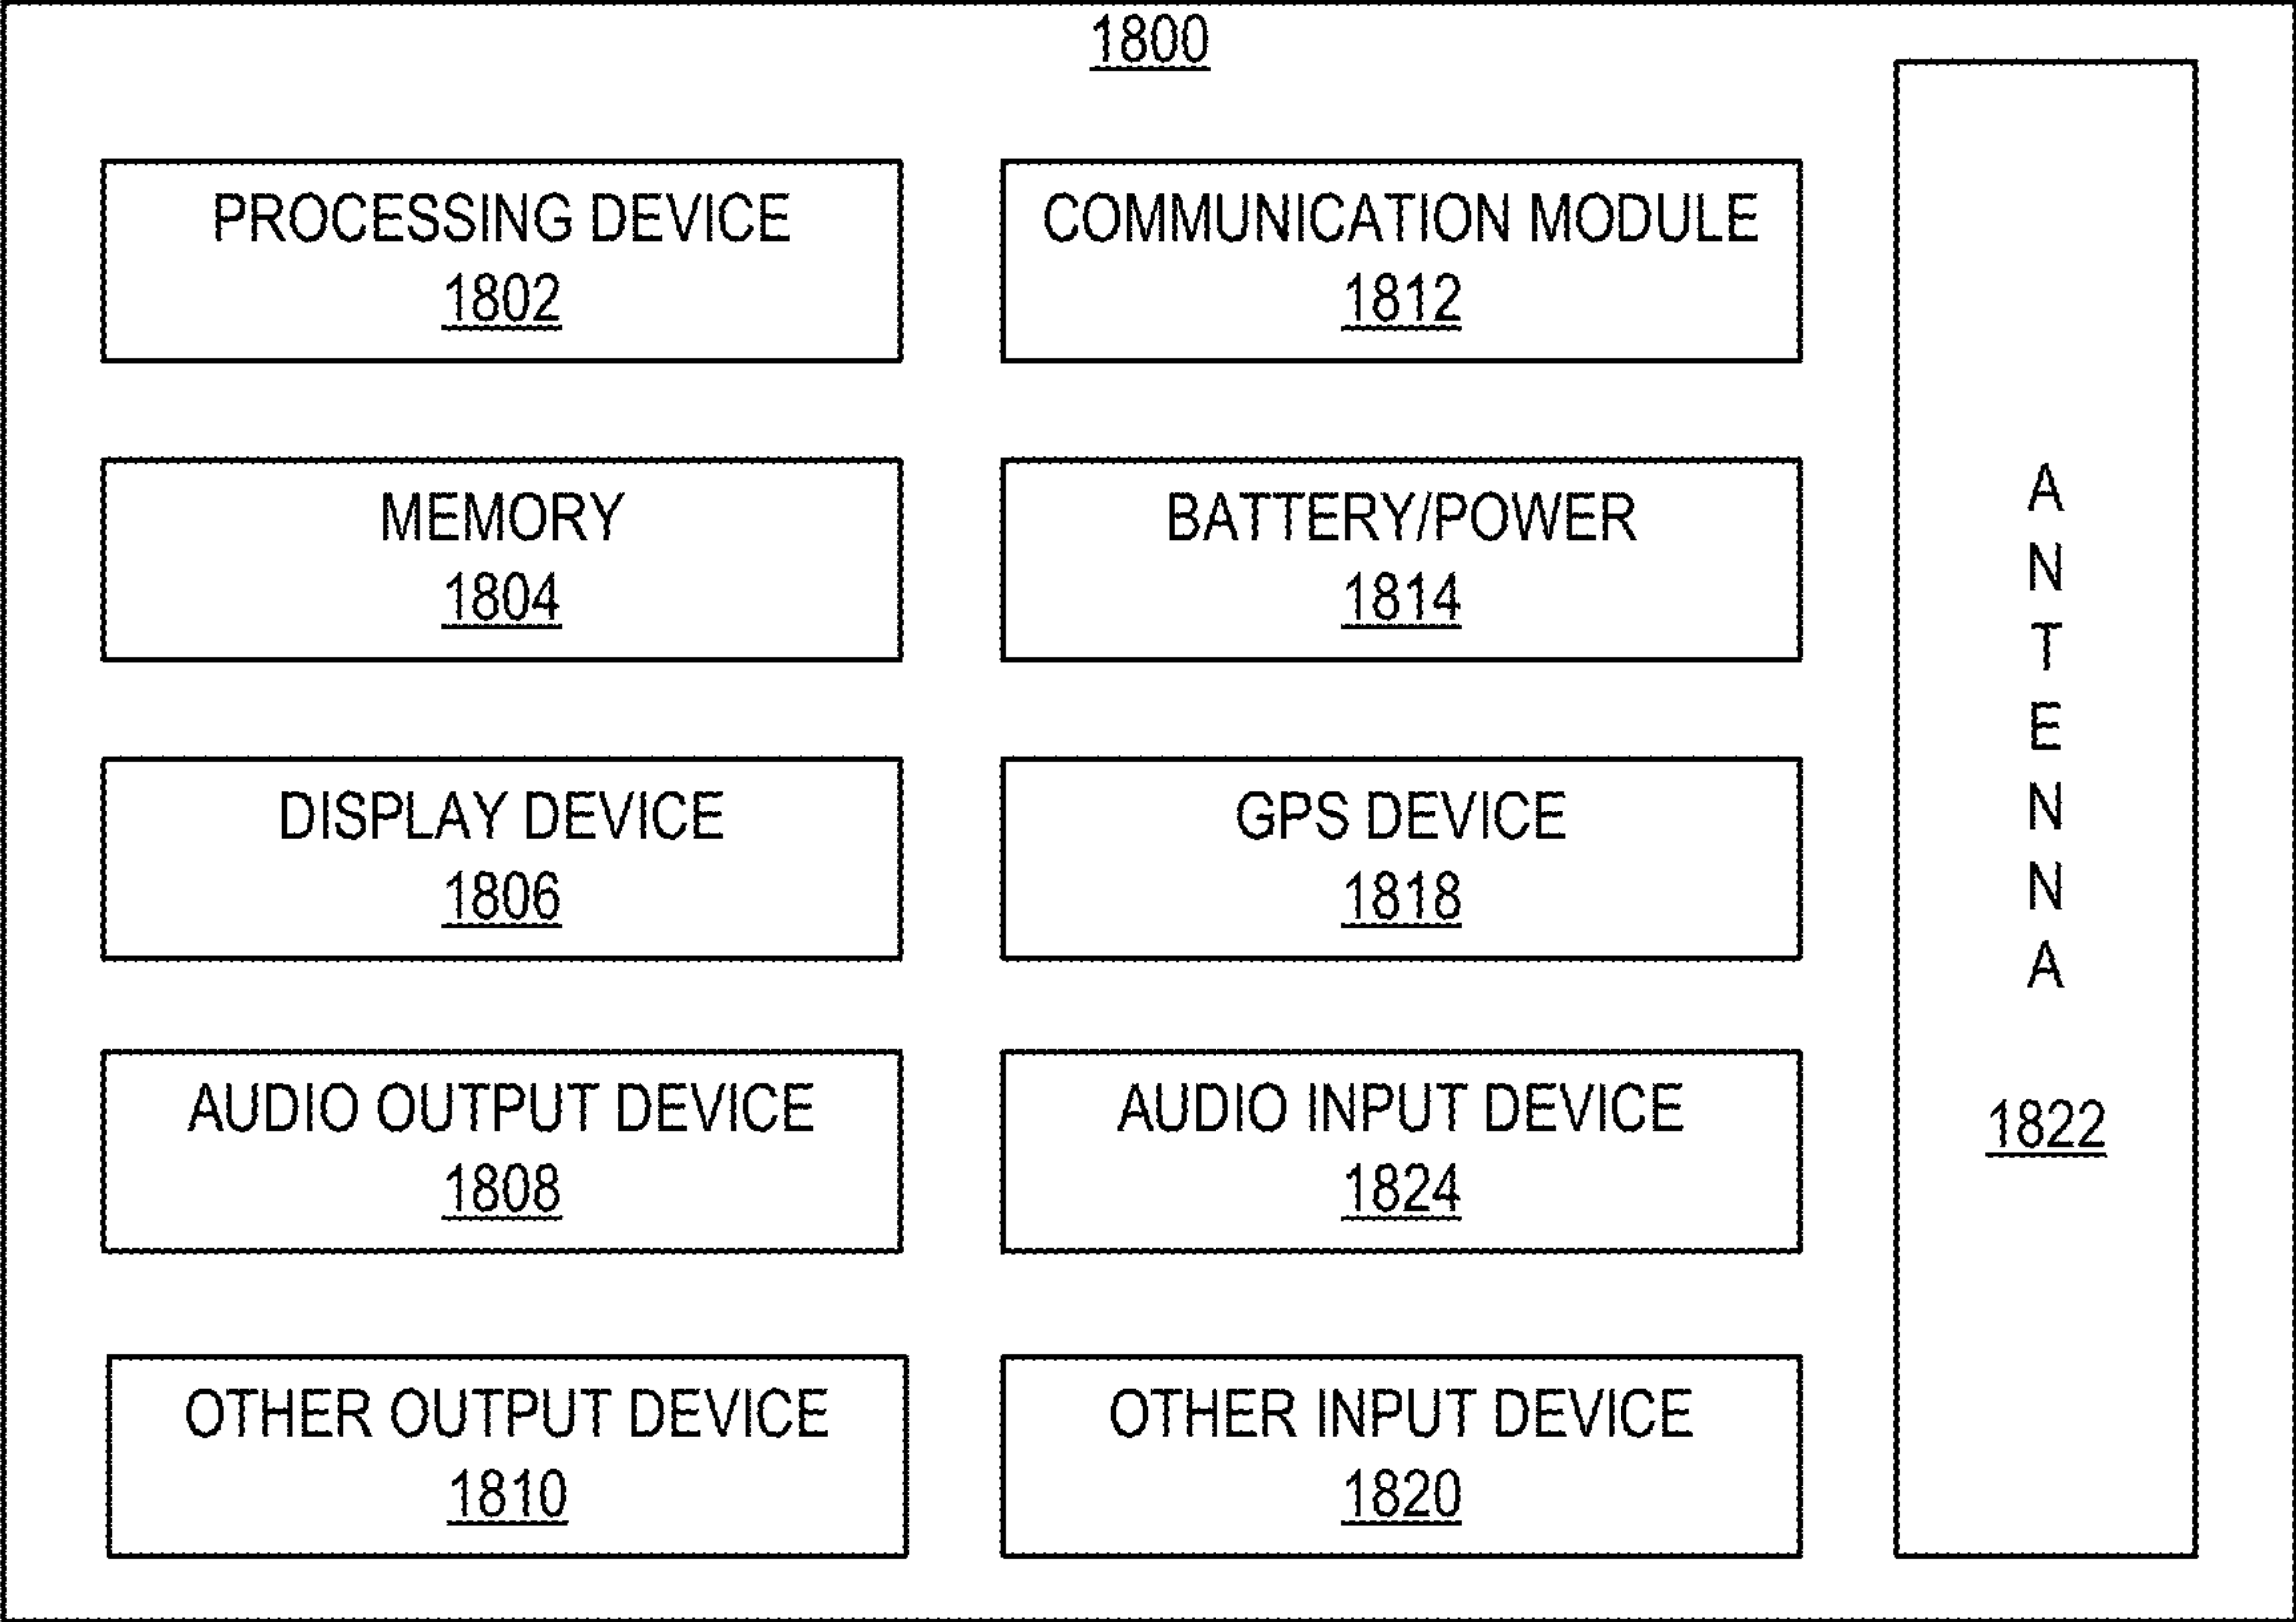 1800
PROCESSING DEVICE
1802
COMMUNICATION MODULE
1812
MEMORY
1804
BATTERY/POWER
1814
DISPLAY DEVICE
1806
GPS DEVICE
1818
AUDIO OUTPUT DEVICE
1808
AUDIO INPUT DEVICE
1824
OTHER OUTPUT DEVICE
1810
OTHER INPUT DEVICE
1820
ANTENNA
1822